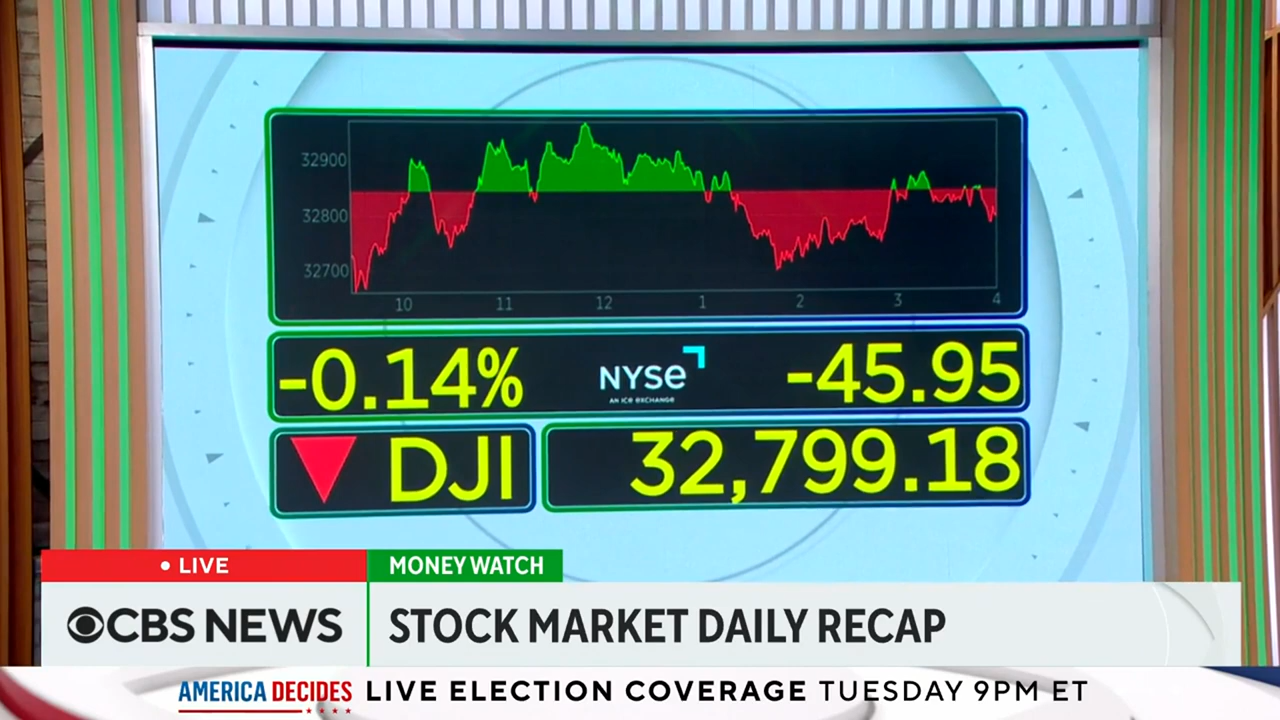 32900
32800
32700
10 11 12 1 2 3 4
-0.14% NYSE -45.95
AN ICE EXCHANGE
DJI 32,799.18
• LIVE MONEY WATCH
CBS NEWS STOCK MARKET DAILY RECAP
AMERICA DECIDES LIVE ELECTION COVERAGE TUESDAY 9PM ET